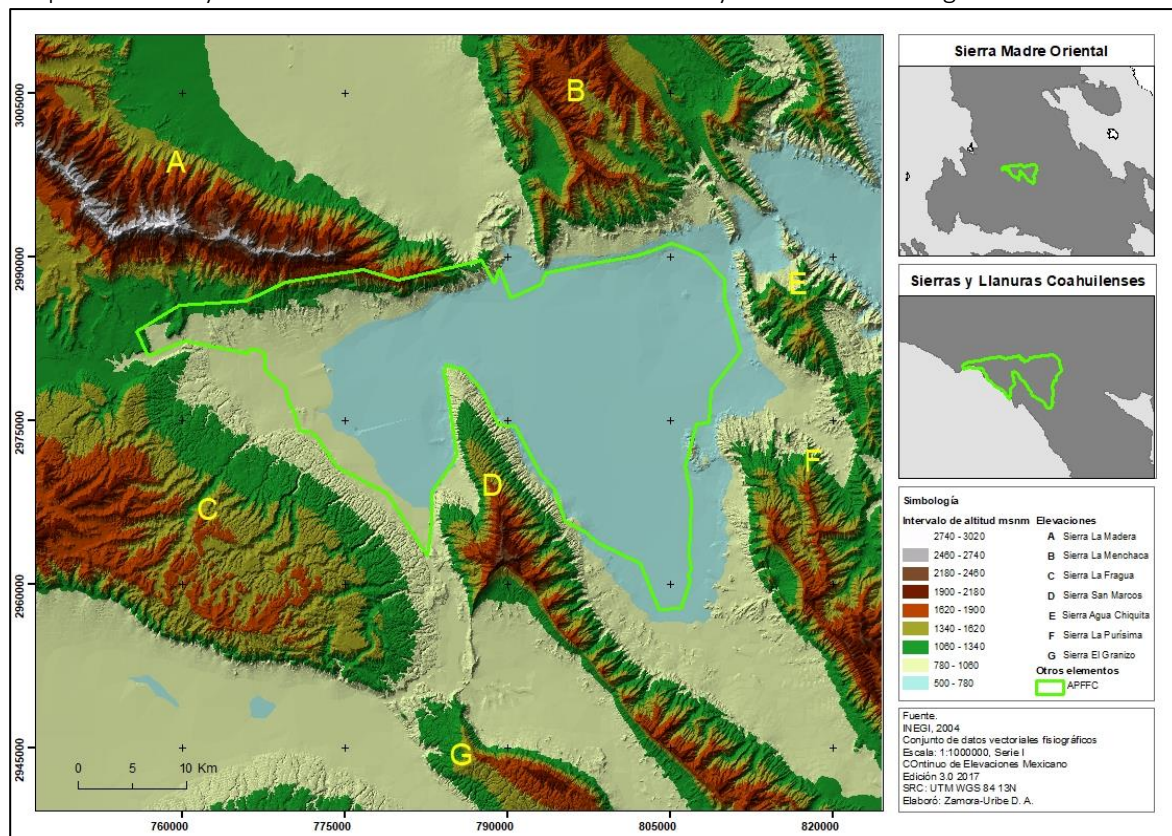 A
B
C
D
E
F
G
3005000
2990000
2975000
2960000
2945000
760000
775000
790000
805000
820000
0 5 10 Km
Sierra Madre Oriental
Sierras y Llanuras Coahuilenses
Simbología
Intervalo de altitud msnm
2740 - 3020
2460 - 2740
2180 - 2460
1900 - 2180
1620 - 1900
1340 - 1620
1060 - 1340
780 - 1060
500 - 780
Elevaciones
A Sierra La Madera
B Sierra La Menchaca
C Sierra La Fragua
D Sierra San Marcos
E Sierra Agua Chiquita
F Sierra La Purísima
G Sierra El Granizo
Otros elementos
APFFC
Fuente.
INEGI, 2004
Conjunto de datos vectoriales fisiográficos
Escala: 1:1000000, Serie I
COntinuo de Elevaciones Mexicano
Edición 3.0 2017
SRC: UTM WGS 84 13N
Elaboró: Zamora-Uribe D. A.